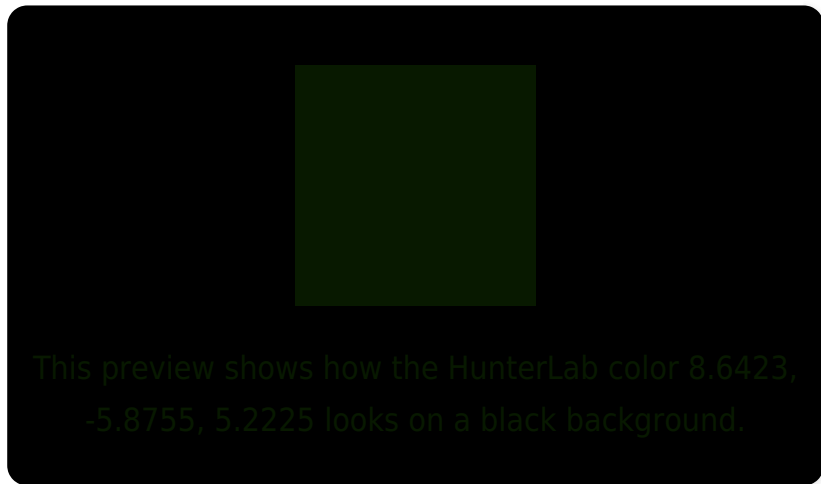 This preview shows how the HunterLab color 8.6423,
-5.8755, 5.2225 looks on a black background.